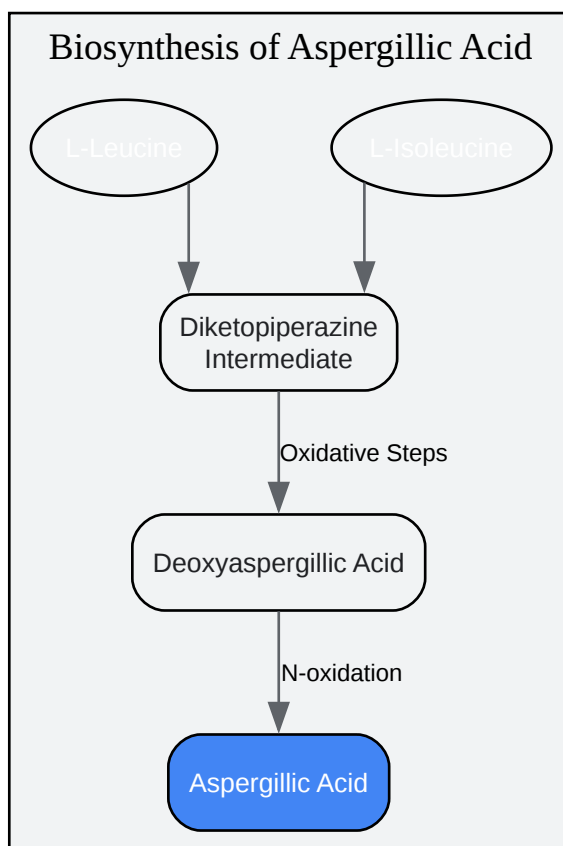 Biosynthesis of Aspergillic Acid
L-Leucine
L-Isoleucine
Diketopiperazine
Intermediate
Oxidative Steps
Deoxyaspergillic Acid
N-oxidation
Aspergillic Acid